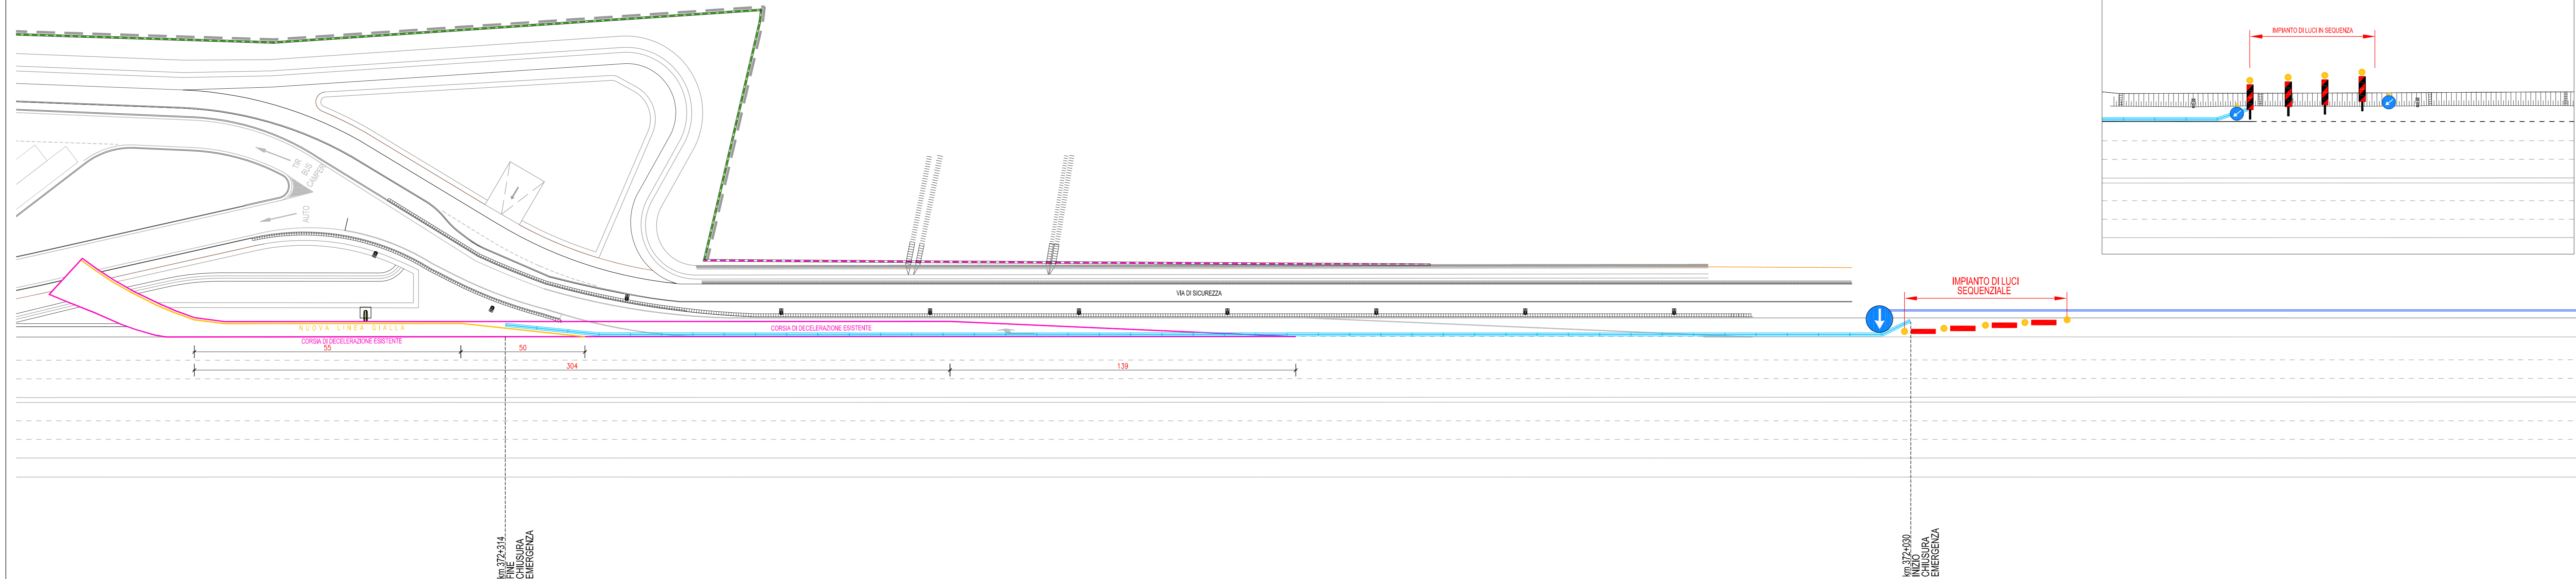 IMPIANTO DI LUCI IN SEQUENZA
TIR
BUS
CAMPER
AUTO
IMPIANTO DI LUCI
SEQUENZIALE
VIA DI SICUREZZA
NUOVA LINEA GIALLA
CORSIA DI DECELERAZIONE ESISTENTE
CORSIA DI DECELERAZIONE ESISTENTE
55
50
304
139
km 372+314
FINE
CHIUSURA
EMERGENZA
km 372+030
INIZIO
CHIUSURA
EMERGENZA